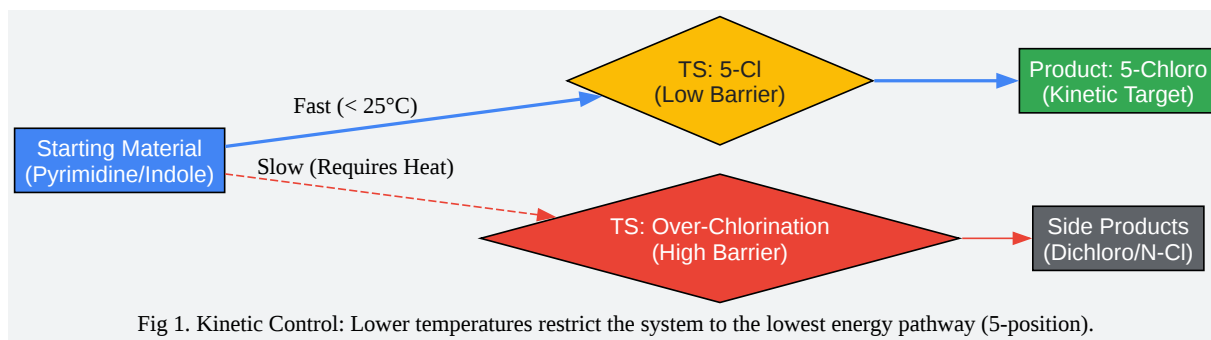 TS: 5-Cl
(Low Barrier)
Product: 5-Chloro
(Kinetic Target)
Fast (< 25°C)
Starting Material
(Pyrimidine/Indole)
Slow (Requires Heat)
TS: Over-Chlorination
(High Barrier)
Side Products
(Dichloro/N-Cl)
Fig 1. Kinetic Control: Lower temperatures restrict the system to the lowest energy pathway (5-position).